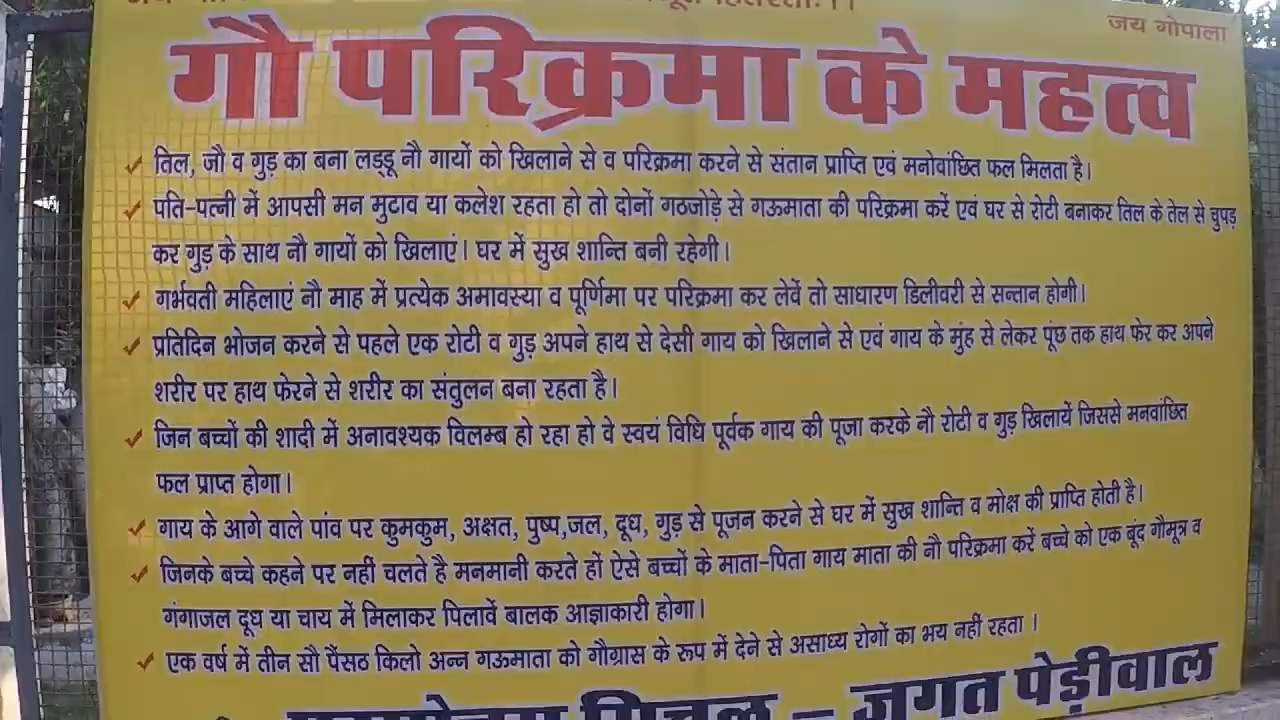 जय गोपाला
गौ परिक्रमा के महत्व
✓ तिल, जौ व गुड़ का बना लड्डू नौ गायों को खिलाने से व परिक्रमा करने से संतान प्राप्ति एवं मनोवांछित फल मिलता है।
✓ पति-पत्नी में आपसी मन मुटाव या कलेश रहता हो तो दोनों गठजोड़े से गऊमाता की परिक्रमा करें एवं घर से रोटी बनाकर तिल के तेल से चुपड़
कर गुड़ के साथ नौ गायों को खिलाएं। घर में सुख शान्ति बनी रहेगी।
✓ गर्भवती महिलाएं नौ माह में प्रत्येक अमावस्या व पूर्णिमा पर परिक्रमा कर लेवें तो साधारण डिलीवरी से सन्तान होगी।
✓ प्रतिदिन भोजन करने से पहले एक रोटी व गुड़ अपने हाथ से देसी गाय को खिलाने से एवं गाय के मुंह से लेकर पूंछ तक हाथ फेर कर अपने
शरीर पर हाथ फेरने से शरीर का संतुलन बना रहता है।
✓ जिन बच्चों की शादी में अनावश्यक विलम्ब हो रहा हो वे स्वयं विधि पूर्वक गाय की पूजा करके नौ रोटी व गुड़ खिलायें जिससे मनवांछित
फल प्राप्त होगा।
✓ गाय के आगे वाले पांव पर कुमकुम, अक्षत, पुष्प,जल, दूध, गुड़ से पूजन करने से घर में सुख शान्ति व मोक्ष की प्राप्ति होती है।
✓ जिनके बच्चे कहने पर नहीं चलते है मनमानी करते हों ऐसे बच्चों के माता-पिता गाय माता की नौ परिक्रमा करें बच्चे को एक बूंद गौमूत्र व
गंगाजल दूध या चाय में मिलाकर पिलावें बालक आज्ञाकारी होगा।
✓ एक वर्ष में तीन सौ पैंसठ किलो अन्न गऊमाता को गौग्रास के रूप में देने से असाध्य रोगों का भय नहीं रहता ।
– जगत पेड़ीवाल